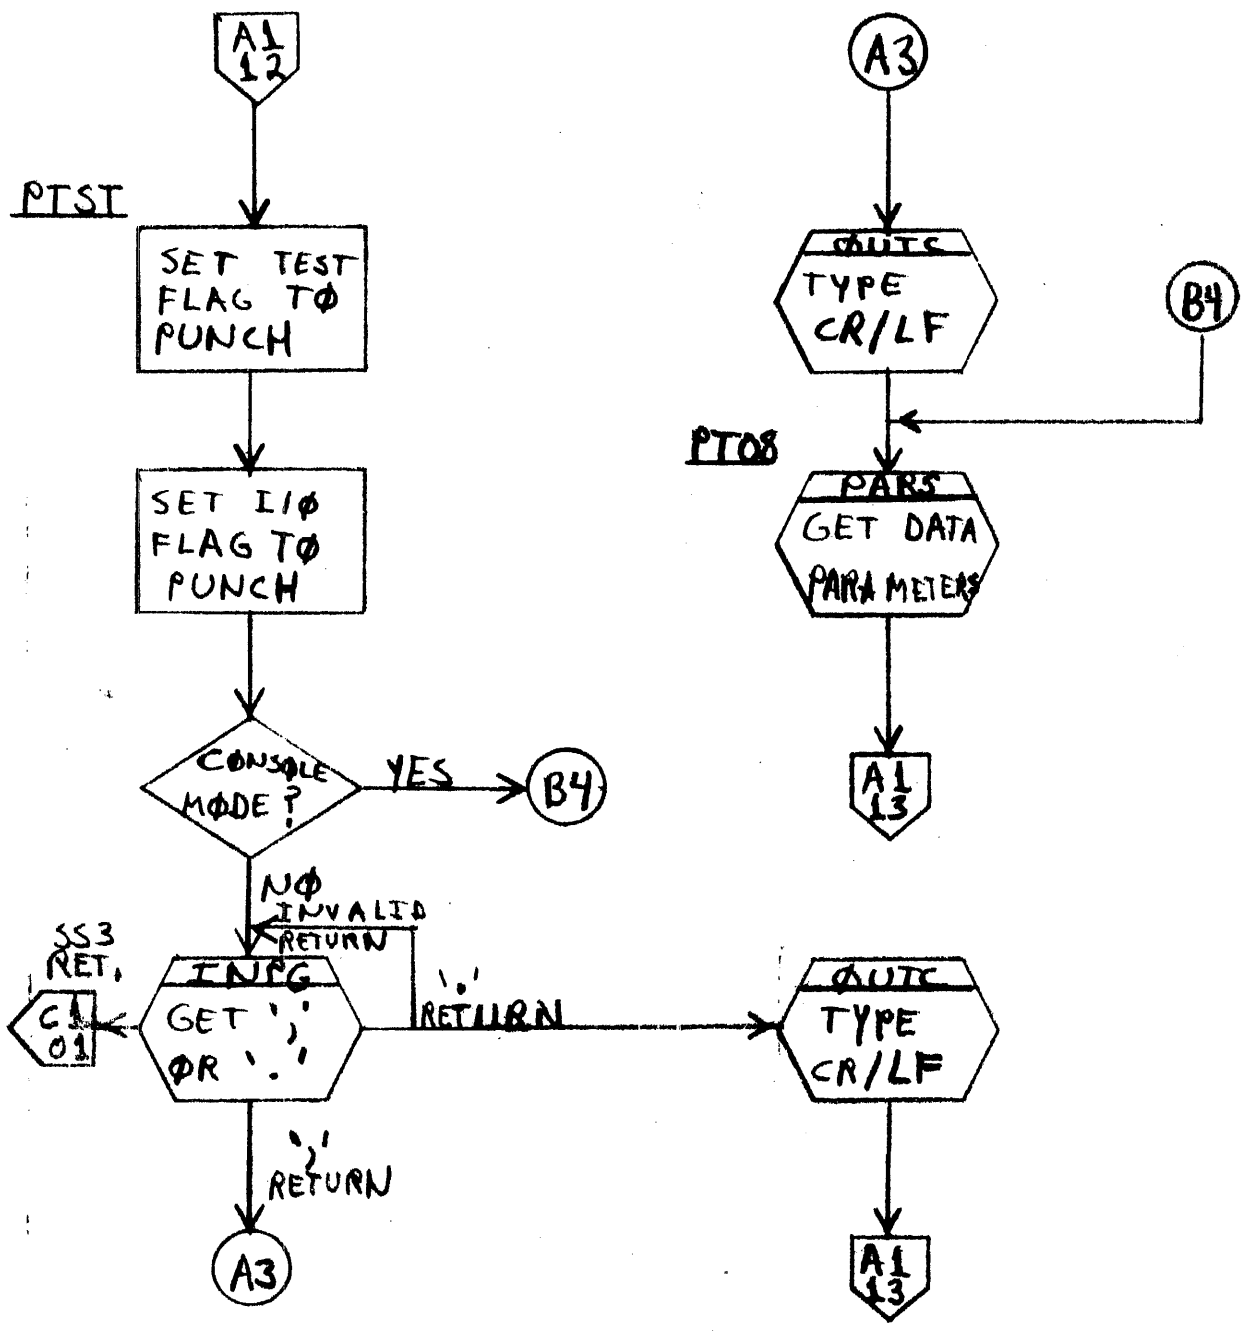 A1
12
PTST
SET TEST
FLAG TØ
PUNCH
SET I/Ø
FLAG TØ
PUNCH
CØNSØLE
MØDE?
YES
B4
NØ
INVALID
RETURN
SS3
RET.
C1
01
INPG
GET ','
ØR '.'
'.'
RETURN
','
RETURN
A3
A3
ØUTC
TYPE
CR/LF
B4
PT08
PARS
GET DATA
PARAMETERS
A1
13
ØUTC
TYPE
CR/LF
A1
13